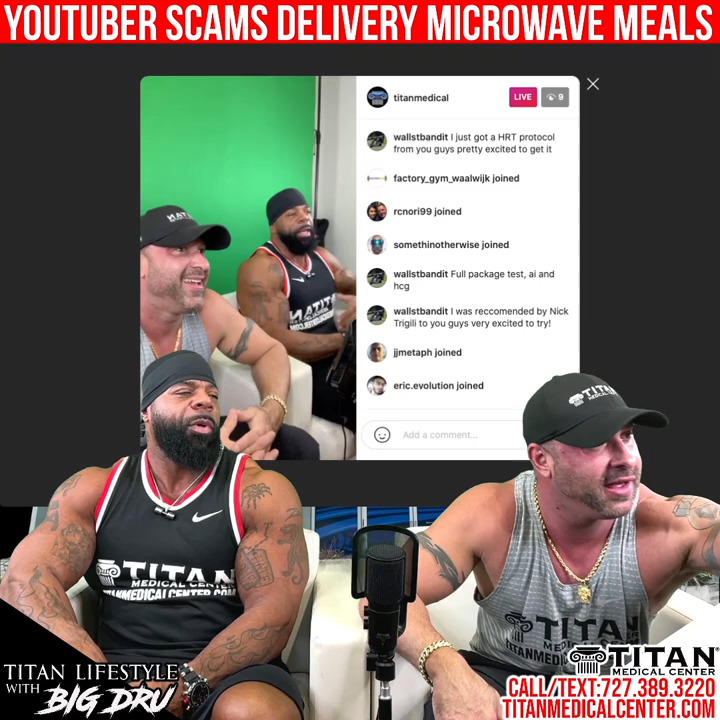 YOUTUBER SCAMS DELIVERY MICROWAVE MEALS
titanmedical
LIVE
9
wallstbandit I just got a HRT protocol
from you guys pretty excited to get it
factory_gym_waalwijk joined
rcnori99 joined
somethinotherwise joined
wallstbandit Full package test, ai and
hcg
wallstbandit I was reccomended by Nick
Trigili to you guys very excited to try!
jjmetaph joined
eric.evolution joined
Add a comment...
TITAN
MEDICAL CENTER
TITAN
MEDICAL CENTER
TITANMEDICALCENTER.COM
TITAN
TITAN LIFESTYLE
WITH BIG DRU
TITAN
MEDICAL CENTER
CALL/TEXT:727.389.3220
TITANMEDICALCENTER.COM